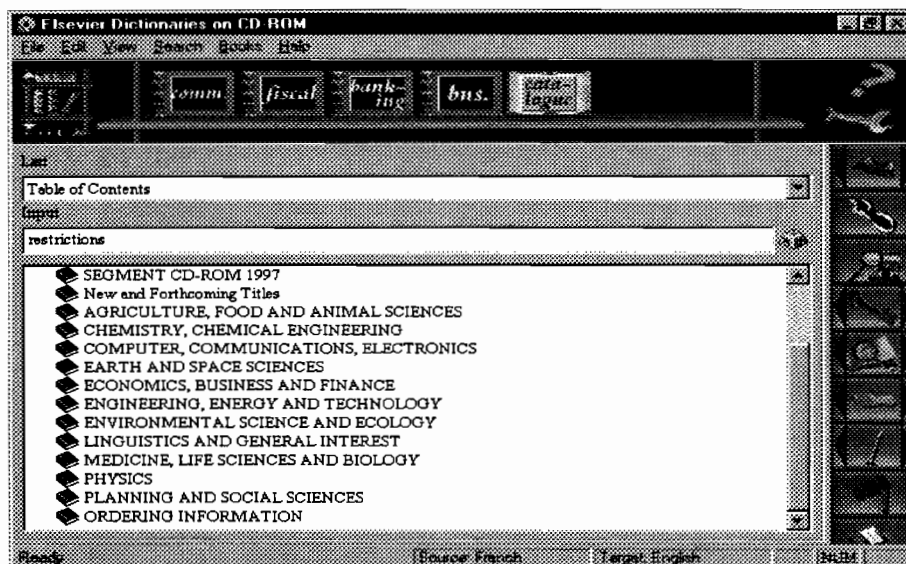 Elsevier Dictionaries on CD-ROM
File Edit View Search Books Help
comm. fiscal bank-ing bus. cata-logue
List
Table of Contents
Input
restrictions
SEGMENT CD-ROM 1997
New and Forthcoming Titles
AGRICULTURE, FOOD AND ANIMAL SCIENCES
CHEMISTRY, CHEMICAL ENGINEERING
COMPUTER, COMMUNICATIONS, ELECTRONICS
EARTH AND SPACE SCIENCES
ECONOMICS, BUSINESS AND FINANCE
ENGINEERING, ENERGY AND TECHNOLOGY
ENVIRONMENTAL SCIENCE AND ECOLOGY
LINGUISTICS AND GENERAL INTEREST
MEDICINE, LIFE SCIENCES AND BIOLOGY
PHYSICS
PLANNING AND SOCIAL SCIENCES
ORDERING INFORMATION
Ready Source: French Target: English NUM